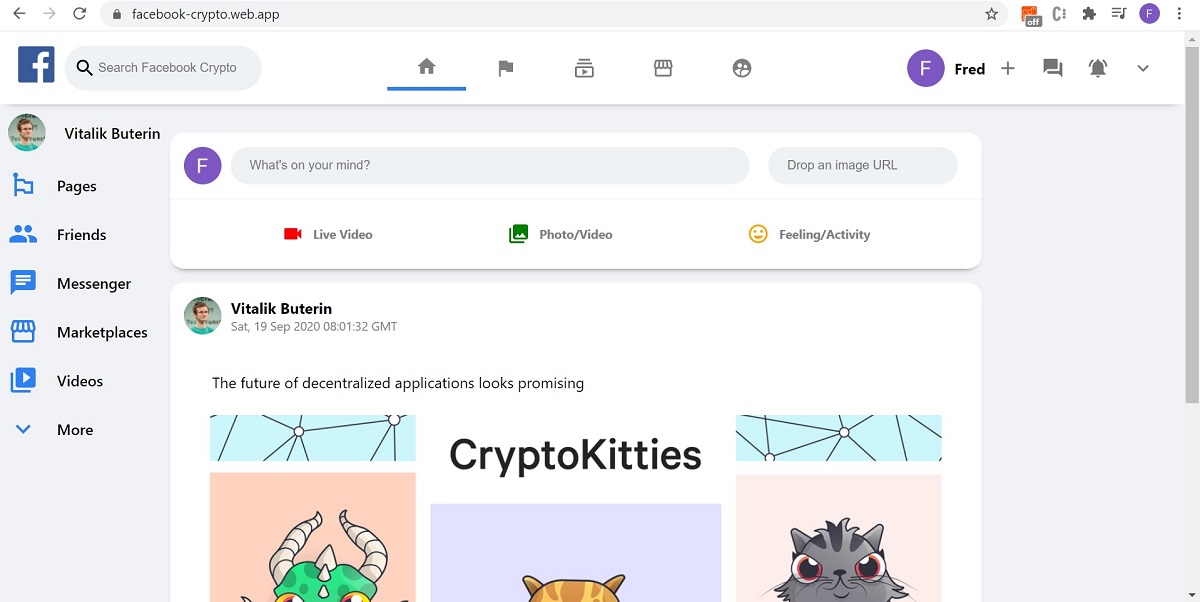 facebook-crypto.web.app
off
F
f
Search Facebook Crypto
F
Fred
Vitalik Buterin
Pages
Friends
Messenger
Marketplaces
Videos
More
F
What's on your mind?
Drop an image URL
Live Video
Photo/Video
Feeling/Activity
Vitalik Buterin
Sat, 19 Sep 2020 08:01:32 GMT
The future of decentralized applications looks promising
CryptoKitties